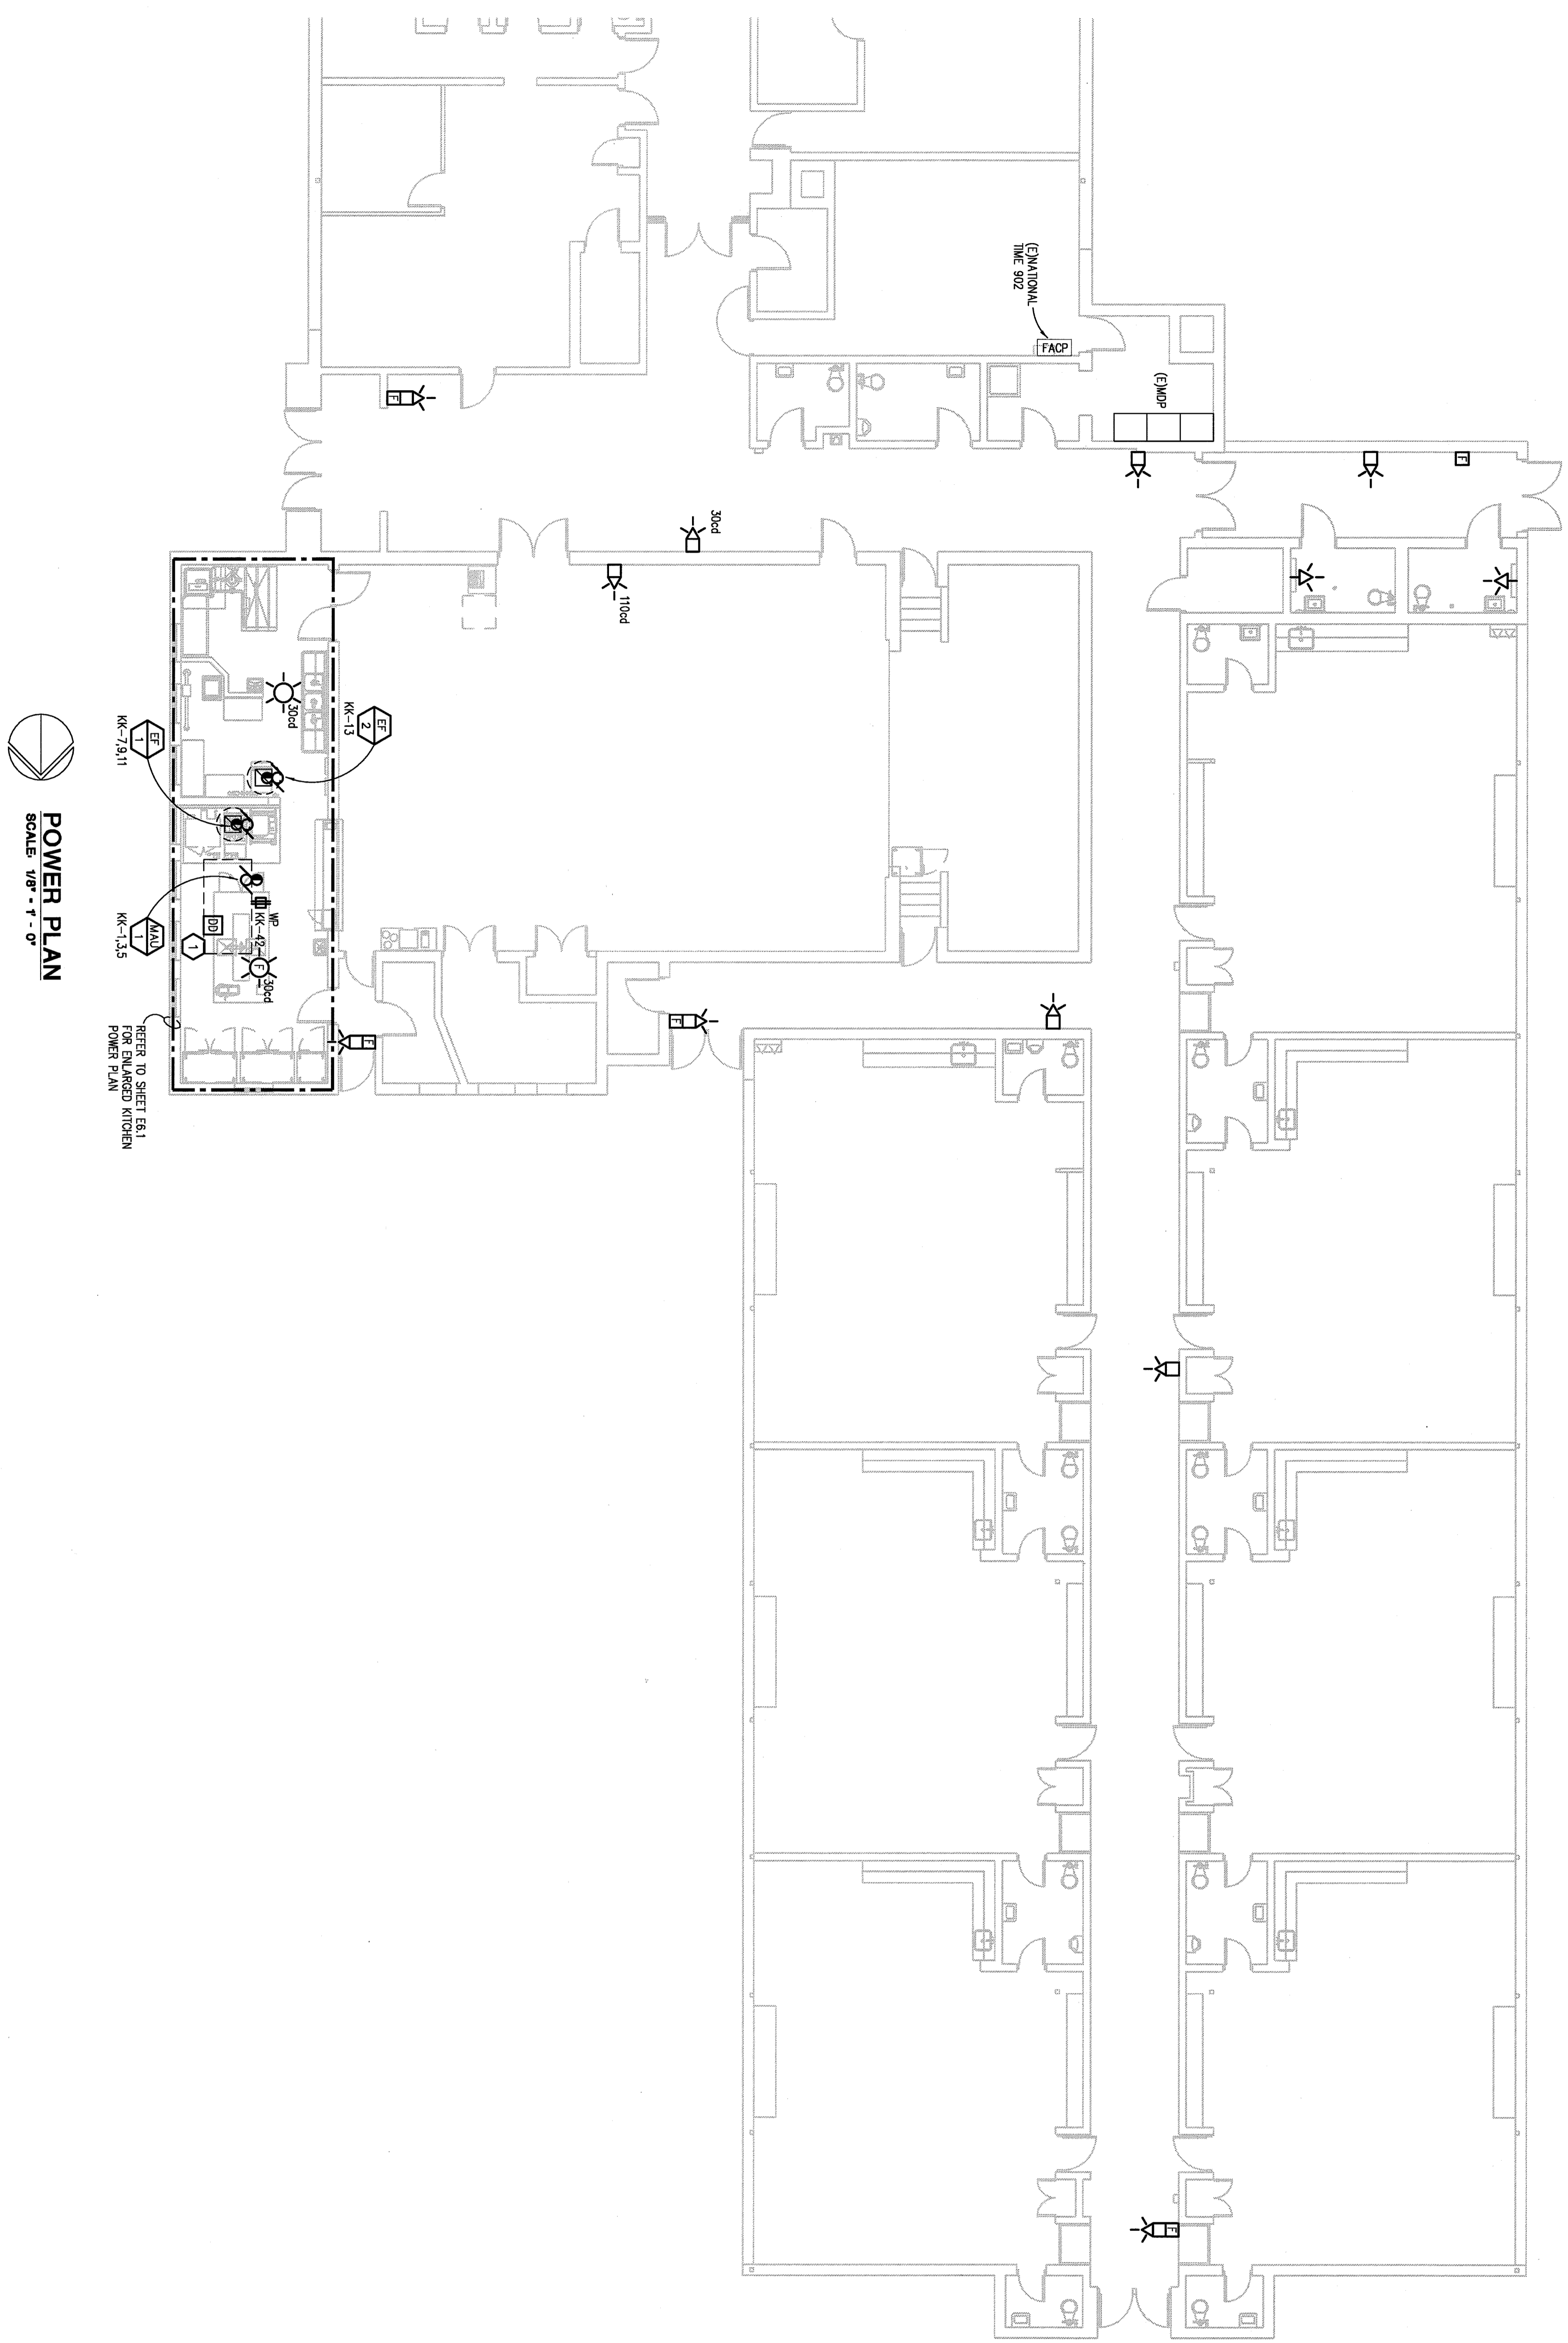 (E)NATIONAL
TIME 902
FACP
(E)MDP
F
F
30cd
110cd
30cd
EF
2
KK-13
EF
1
KK-7,9,11
MAU
1
KK-1,3,5
WP
KK-42
DD
1
F
30cd
F
F
F
REFER TO SHEET E6.1
FOR ENLARGED KITCHEN
POWER PLAN
POWER PLAN
SCALE: 1/8" = 1' - 0"